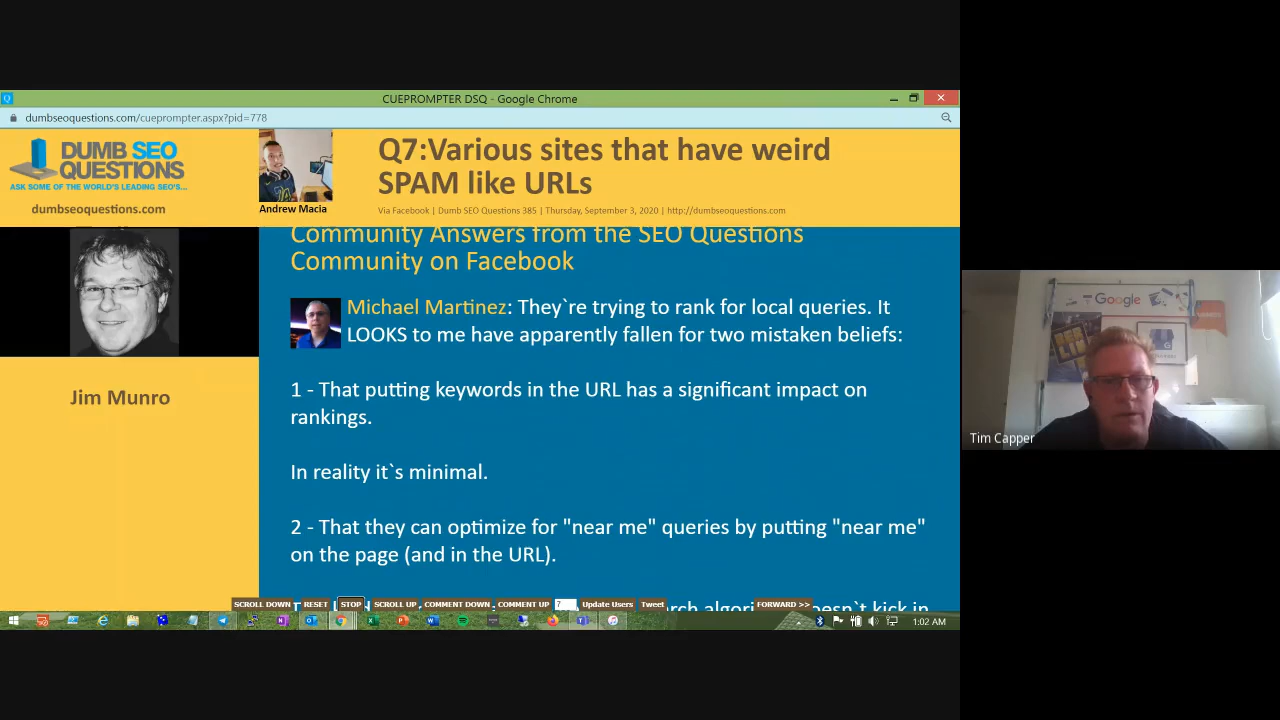 CUEPROMPTER DSQ - Google Chrome
dumbseoquestions.com/cueprompter.aspx?pid=778
DUMB SEO
QUESTIONS
ASK SOME OF THE WORLD'S LEADING SEO'S...
dumbseoquestions.com
Andrew Macia
Q7:Various sites that have weird
SPAM like URLs
Via Facebook | Dumb SEO Questions 385 | Thursday, September 3, 2020 | http://dumbseoquestions.com
Jim Munro
Community Answers from the SEO Questions
Community on Facebook
Michael Martinez: They`re trying to rank for local queries. It
LOOKS to me have apparently fallen for two mistaken beliefs:
1 - That putting keywords in the URL has a significant impact on
rankings.
In reality it`s minimal.
2 - That they can optimize for "near me" queries by putting "near me"
on the page (and in the URL).
kick in
SCROLL DOWN RESET STOP SCROLL UP COMMENT DOWN COMMENT UP 7 Update Users Tweet FORWARD >>
1:02 AM
Google
Tim Capper